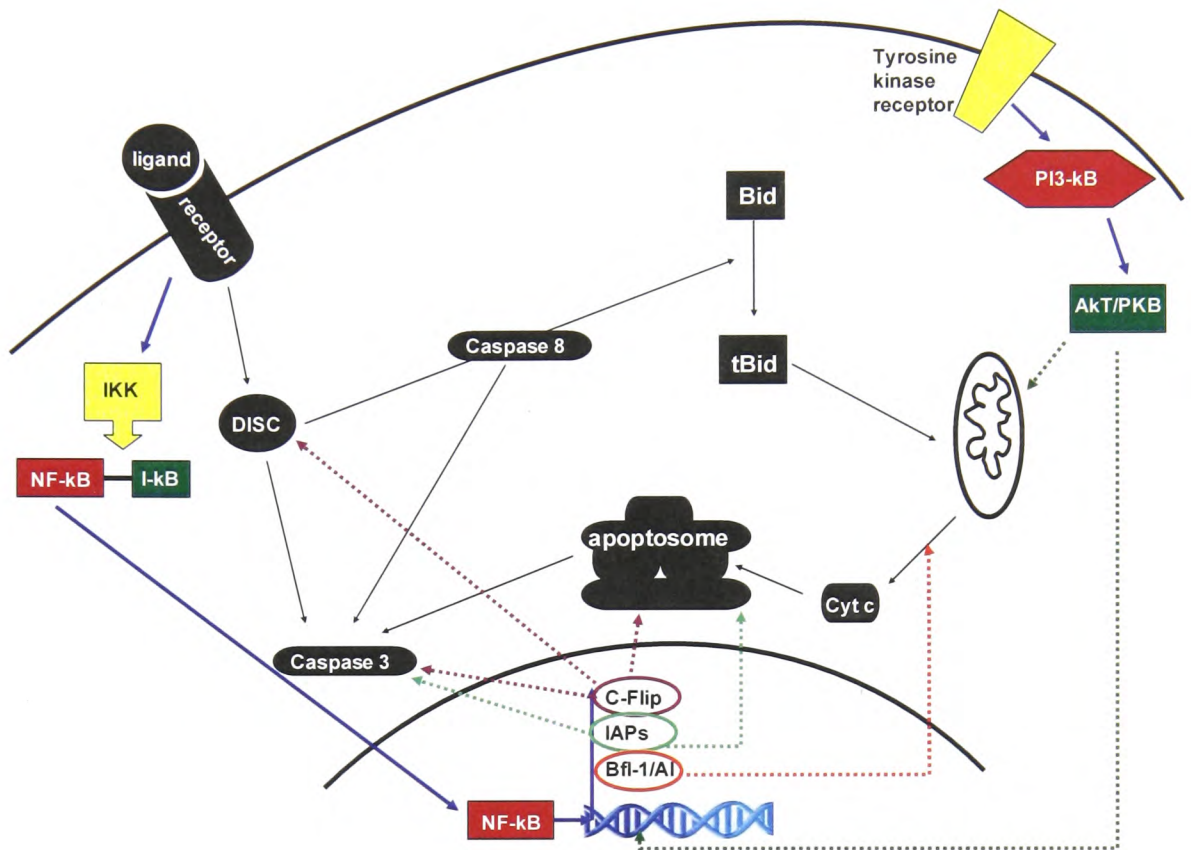 Tyrosine
kinase
receptor
ligand
receptor
PI3-kB
Bid
AkT/PKB
Caspase 8
tBid
IKK
DISC
NF-kB
I-kB
apoptosome
Cyt c
Caspase 3
C-Flip
IAPs
Bfl-1/Al
NF-kB